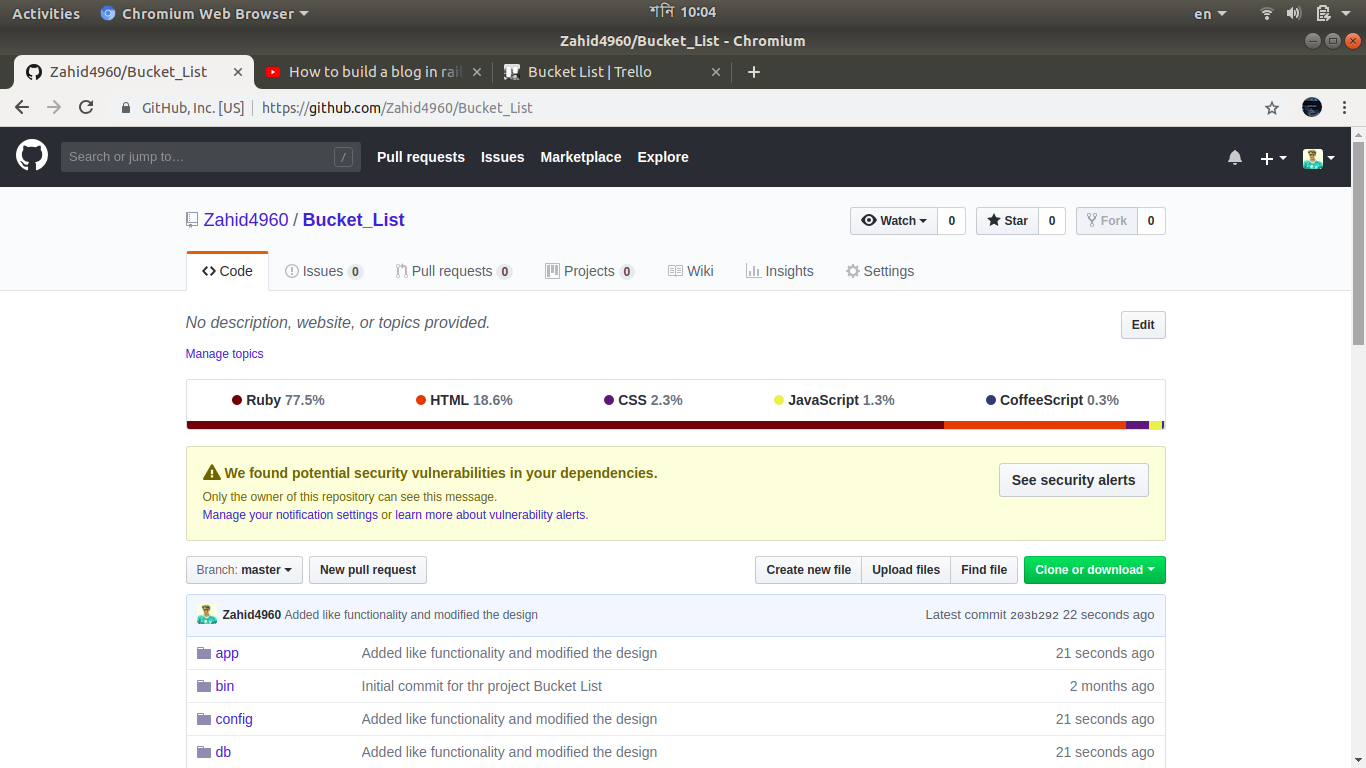 Activities Chromium Web Browser শনি 10:04 en
Zahid4960/Bucket_List - Chromium
Zahid4960/Bucket_List How to build a blog in rail Bucket List | Trello
GitHub, Inc. [US] https://github.com/Zahid4960/Bucket_List
Search or jump to… / Pull requests Issues Marketplace Explore
Zahid4960 / Bucket_List Watch 0 Star 0 Fork 0
Code Issues 0 Pull requests 0 Projects 0 Wiki Insights Settings
No description, website, or topics provided. Edit
Manage topics
Ruby 77.5% HTML 18.6% CSS 2.3% JavaScript 1.3% CoffeeScript 0.3%
We found potential security vulnerabilities in your dependencies. See security alerts
Only the owner of this repository can see this message.
Manage your notification settings or learn more about vulnerability alerts.
Branch: master New pull request Create new file Upload files Find file Clone or download
Zahid4960 Added like functionality and modified the design Latest commit 203b292 22 seconds ago
app Added like functionality and modified the design 21 seconds ago
bin Initial commit for thr project Bucket List 2 months ago
config Added like functionality and modified the design 21 seconds ago
db Added like functionality and modified the design 21 seconds ago